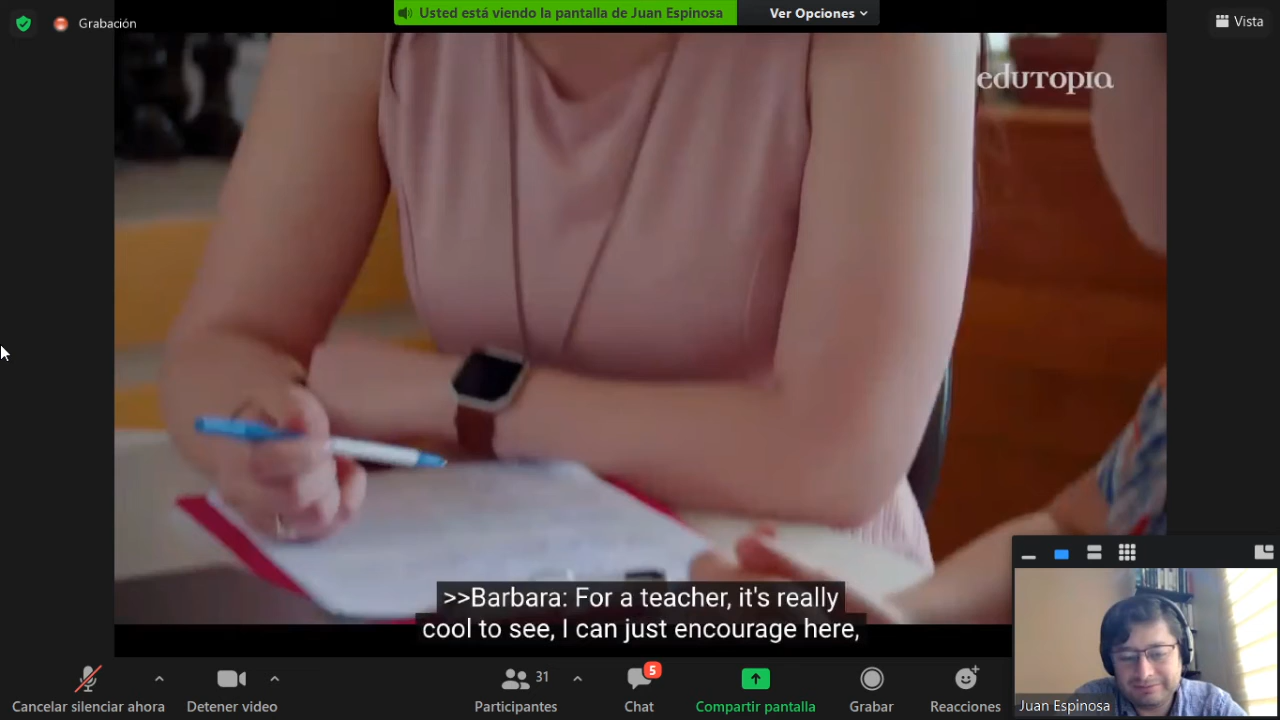 Usted está viendo la pantalla de Juan Espinosa
Ver Opciones
Grabación
Vista
edutopia
>>Barbara: For a teacher, it's really
cool to see, I can just encourage here,
Juan Espinosa
Cancelar silenciar ahora
Detener video
31
Participantes
5
Chat
Compartir pantalla
Grabar
Reacciones